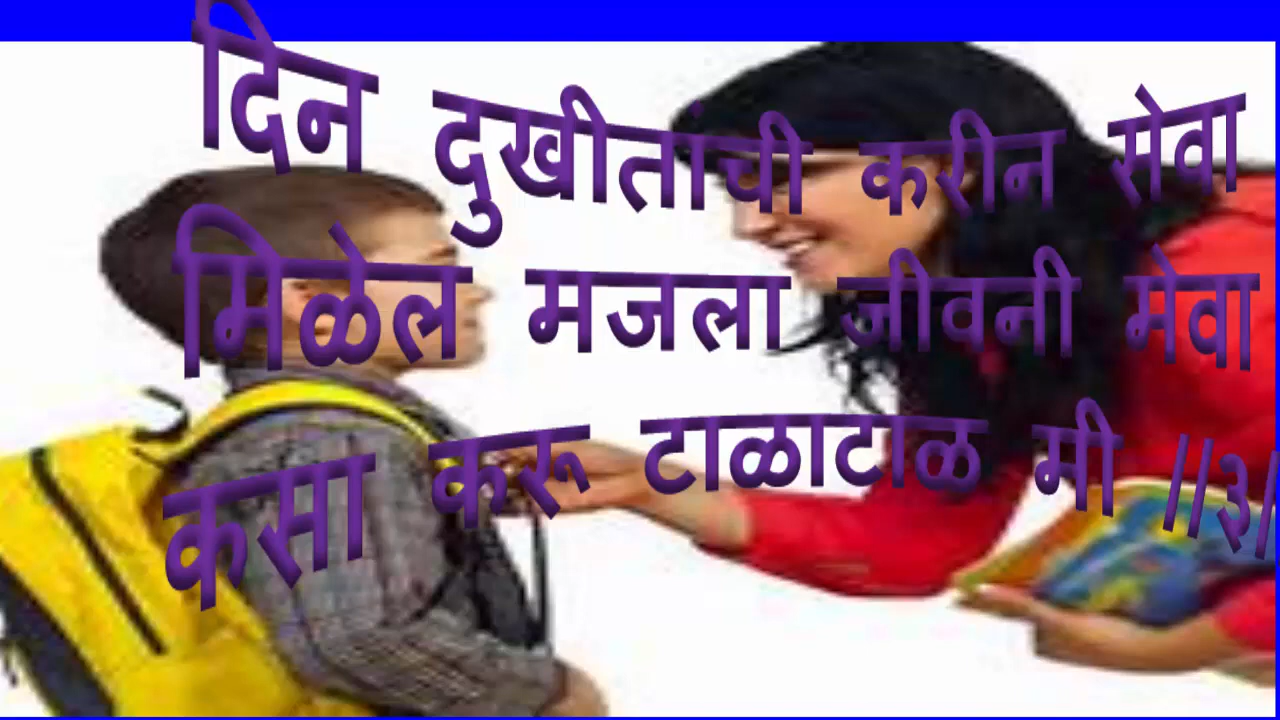 दिन दुखीतांची करीन सेवा
मिळेल मजला जीवनी मेवा
कसा करू टाळाटाळ मी //३/